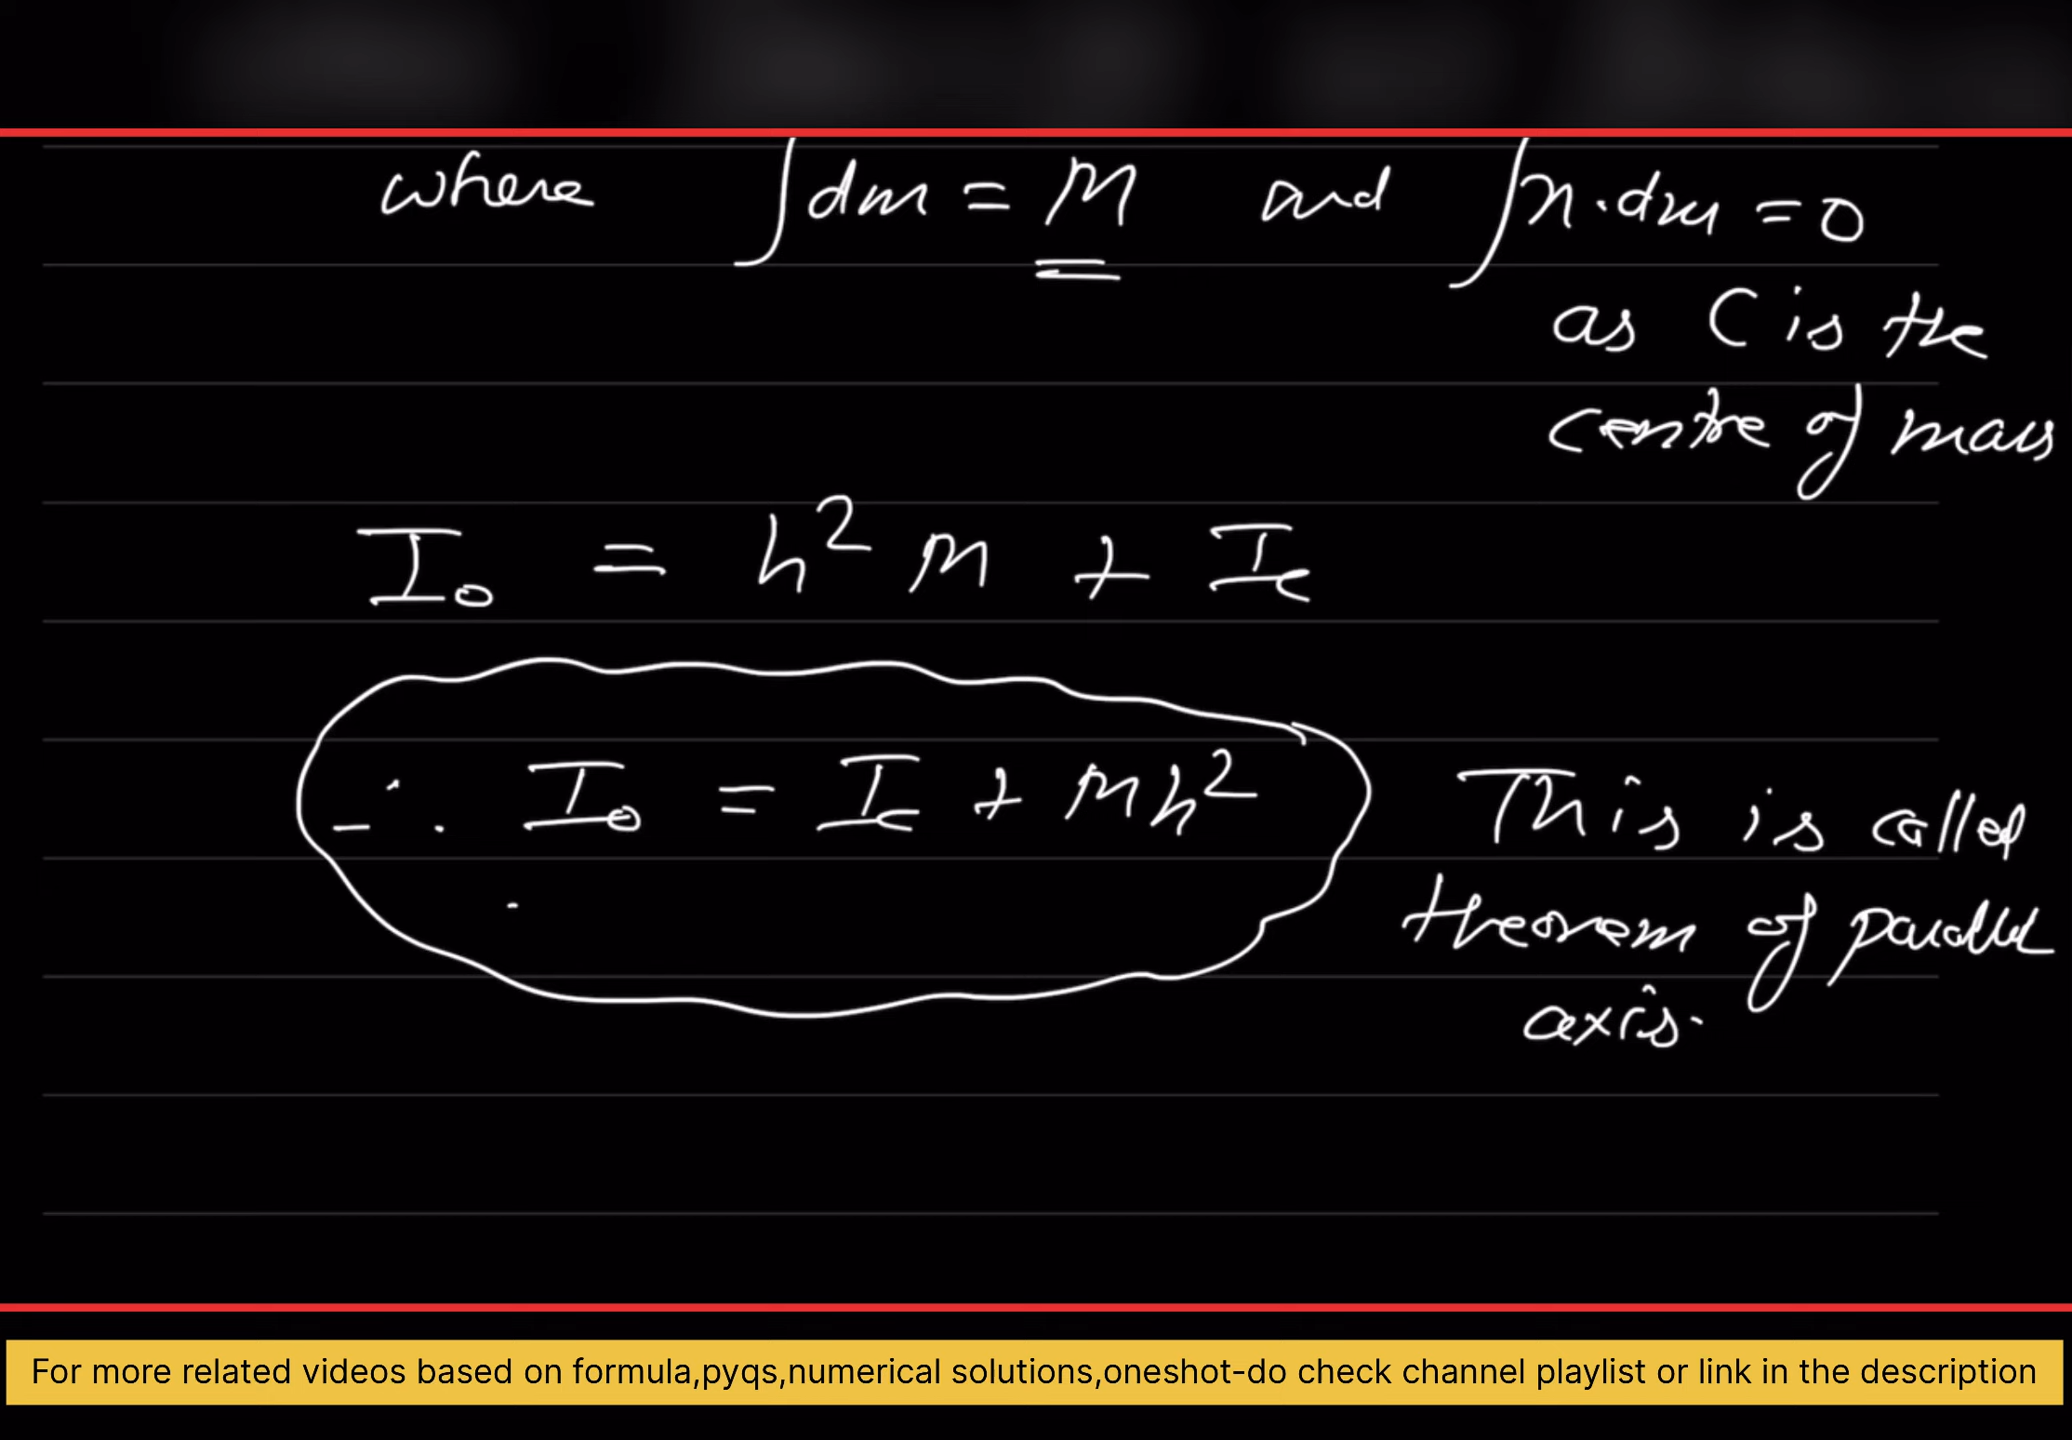 where ∫dm = M and ∫x.dm = 0
as C is the
centre of mass
I₀ = h² M + I꜀
∴ I₀ = I꜀ + Mh² This is called
theorem of parallel
axis.
For more related videos based on formula,pyqs,numerical solutions,oneshot-do check channel playlist or link in the description